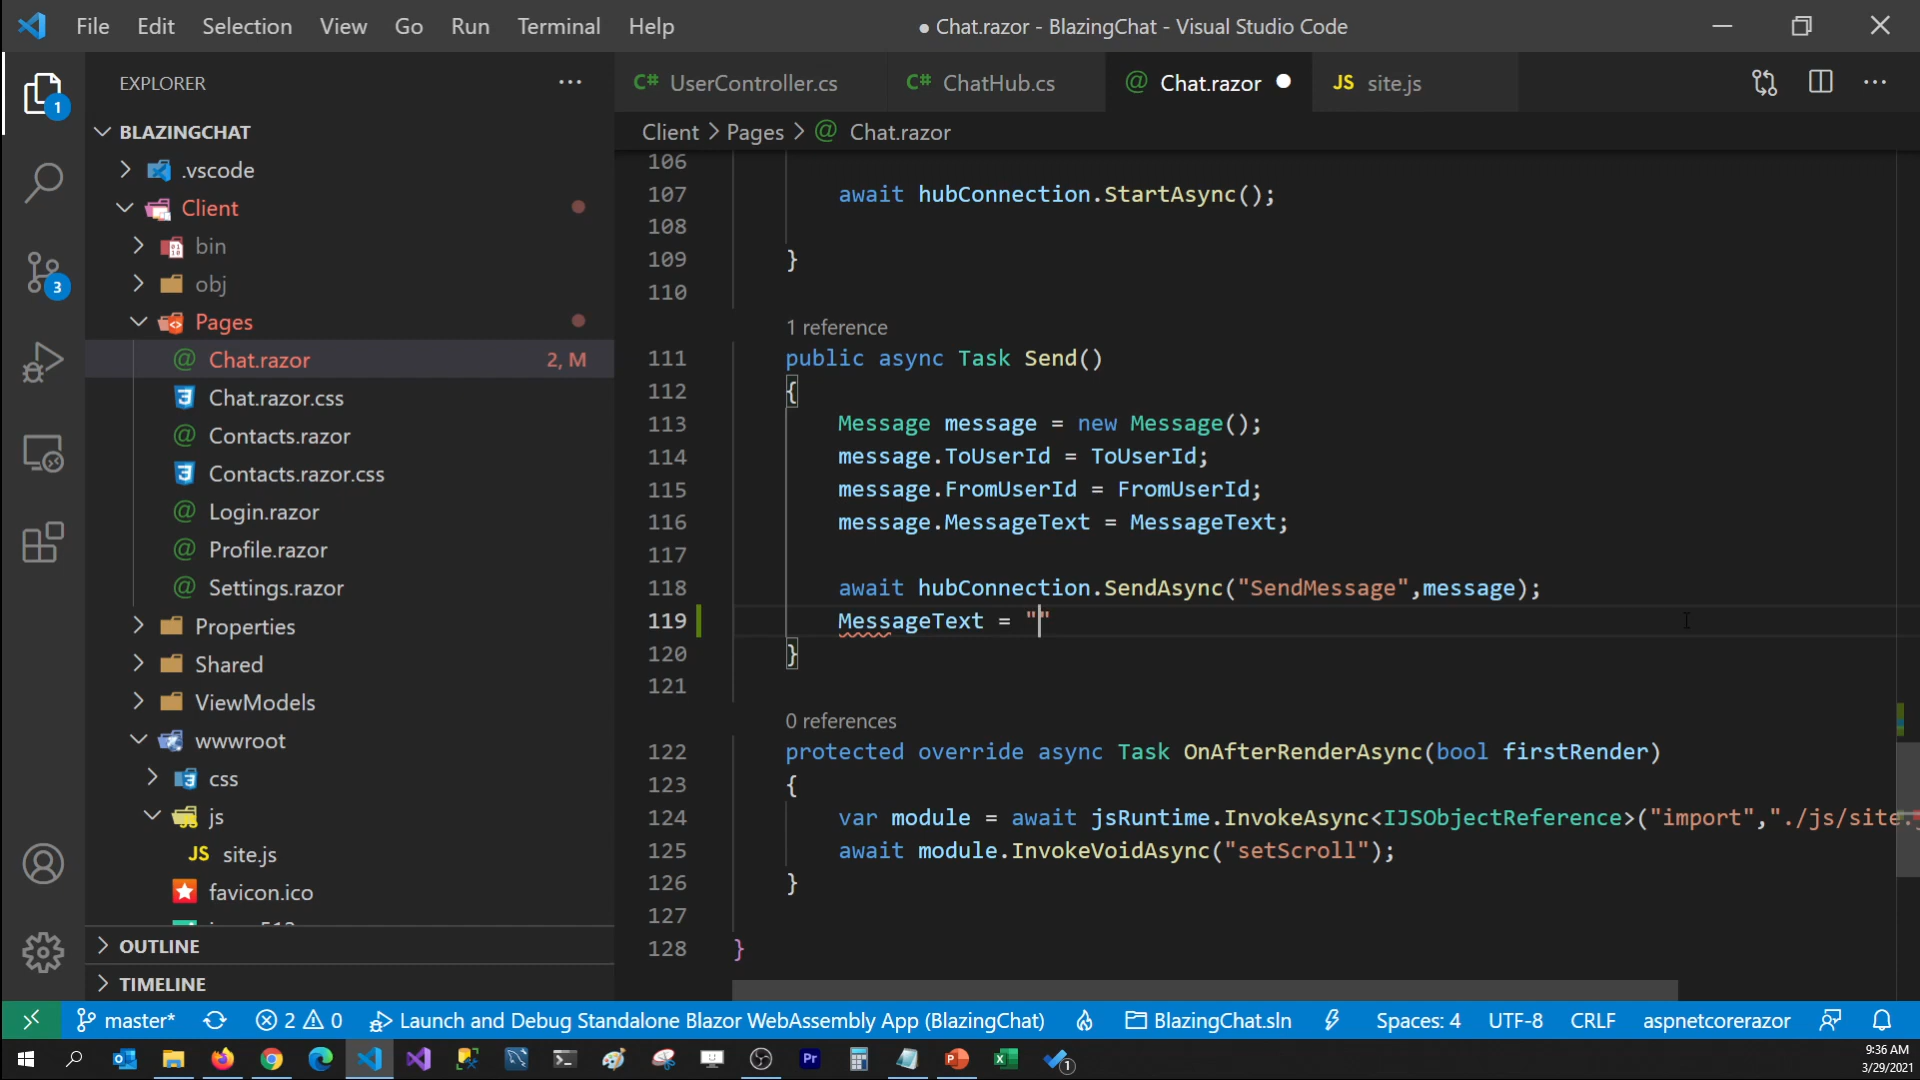 File Edit Selection View Go Run Terminal Help
● Chat.razor - BlazingChat - Visual Studio Code
EXPLORER
C# UserController.cs
C# ChatHub.cs
@ Chat.razor
JS site.js
1
BLAZINGCHAT
Client > Pages > @ Chat.razor
.vscode
Client
bin
obj
Pages
@ Chat.razor 2, M
Chat.razor.css
@ Contacts.razor
Contacts.razor.css
@ Login.razor
@ Profile.razor
@ Settings.razor
Properties
Shared
ViewModels
wwwroot
css
js
JS site.js
favicon.ico
3
OUTLINE
TIMELINE
106
107 await hubConnection.StartAsync();
108
109 }
110
1 reference
111 public async Task Send()
112 {
113 Message message = new Message();
114 message.ToUserId = ToUserId;
115 message.FromUserId = FromUserId;
116 message.MessageText = MessageText;
117
118 await hubConnection.SendAsync("SendMessage",message);
119 MessageText = ""
120 }
121
0 references
122 protected override async Task OnAfterRenderAsync(bool firstRender)
123 {
124 var module = await jsRuntime.InvokeAsync<IJSObjectReference>("import","./js/site.
125 await module.InvokeVoidAsync("setScroll");
126 }
127
128 }
master* 2 0 Launch and Debug Standalone Blazor WebAssembly App (BlazingChat) BlazingChat.sln Spaces: 4 UTF-8 CRLF aspnetcorerazor
Pr
1
9:36 AM
3/29/2021